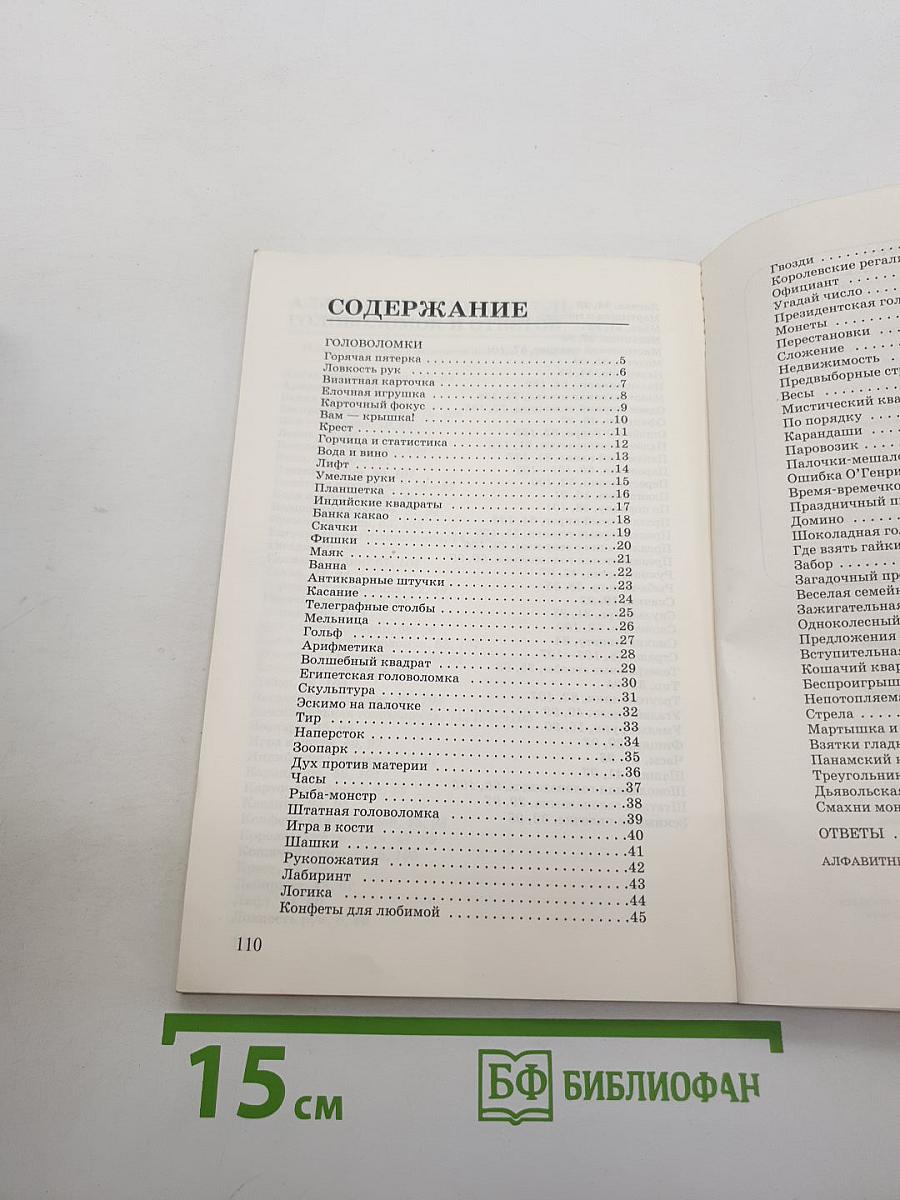 СОДЕРЖАНИЕ
ГОЛОВОЛОМКИ
Горячая пятерка . . . . . . . . . . . . . . . . . . . . . . . . . .5
Ловкость рук . . . . . . . . . . . . . . . . . . . . . . . . . .6
Визитная карточка . . . . . . . . . . . . . . . . . . . . . . . . . .7
Елочная игрушка . . . . . . . . . . . . . . . . . . . . . . . . . .8
Карточный фокус . . . . . . . . . . . . . . . . . . . . . . . . . .9
Вам — крышка! . . . . . . . . . . . . . . . . . . . . . . . . . .10
Крест . . . . . . . . . . . . . . . . . . . . . . . . . .11
Горчица и статистика . . . . . . . . . . . . . . . . . . . . . . . . . .12
Вода и вино . . . . . . . . . . . . . . . . . . . . . . . . . .13
Лифт . . . . . . . . . . . . . . . . . . . . . . . . . .14
Умелые руки . . . . . . . . . . . . . . . . . . . . . . . . . .15
Планшетка . . . . . . . . . . . . . . . . . . . . . . . . . .16
Индийские квадраты . . . . . . . . . . . . . . . . . . . . . . . . . .17
Банка какао . . . . . . . . . . . . . . . . . . . . . . . . . .18
Скачки . . . . . . . . . . . . . . . . . . . . . . . . . .19
Фишки . . . . . . . . . . . . . . . . . . . . . . . . . .20
Маяк . . . . . . . . . . . . . . . . . . . . . . . . . .21
Ванна . . . . . . . . . . . . . . . . . . . . . . . . . .22
Антикварные штучки . . . . . . . . . . . . . . . . . . . . . . . . . .23
Касание . . . . . . . . . . . . . . . . . . . . . . . . . .24
Телеграфные столбы . . . . . . . . . . . . . . . . . . . . . . . . . .25
Мельница . . . . . . . . . . . . . . . . . . . . . . . . . .26
Гольф . . . . . . . . . . . . . . . . . . . . . . . . . .27
Арифметика . . . . . . . . . . . . . . . . . . . . . . . . . .28
Волшебный квадрат . . . . . . . . . . . . . . . . . . . . . . . . . .29
Египетская головоломка . . . . . . . . . . . . . . . . . . . . . . . . . .30
Скульптура . . . . . . . . . . . . . . . . . . . . . . . . . .31
Эскимо на палочке . . . . . . . . . . . . . . . . . . . . . . . . . .32
Тир . . . . . . . . . . . . . . . . . . . . . . . . . .33
Наперсток . . . . . . . . . . . . . . . . . . . . . . . . . .34
Зоопарк . . . . . . . . . . . . . . . . . . . . . . . . . .35
Дух против материи . . . . . . . . . . . . . . . . . . . . . . . . . .36
Часы . . . . . . . . . . . . . . . . . . . . . . . . . .37
Рыба-монстр . . . . . . . . . . . . . . . . . . . . . . . . . .38
Штатная головоломка . . . . . . . . . . . . . . . . . . . . . . . . . .39
Игра в кости . . . . . . . . . . . . . . . . . . . . . . . . . .40
Шашки . . . . . . . . . . . . . . . . . . . . . . . . . .41
Рукопожатия . . . . . . . . . . . . . . . . . . . . . . . . . .42
Лабиринт . . . . . . . . . . . . . . . . . . . . . . . . . .43
Логика . . . . . . . . . . . . . . . . . . . . . . . . . .44
Конфеты для любимой . . . . . . . . . . . . . . . . . . . . . . . . . .45
110
Гвозди . . . . . . . .
Королевские регали
Официант . . . . . .
Угадай число . . . .
Президентская гол
Монеты . . . . . .
Перестановки . . .
Сложение . . . . .
Недвижимость . . .
Предвыборные стр
Весы . . . . . . . .
Мистический ква
По порядку . . . .
Карандаши . . . .
Паровозик . . . .
Палочки-мешало
Ошибка О'Генри
Время-времечко
Праздничный п
Домино . . . . . .
Шоколадная гол
Где взять гайки
Забор . . . . . . .
Загадочный пр
Веселая семей
Зажигательная
Одноколесный
Предложения
Вступительная
Кошачий квар
Беспроигрыш
Непотопляема
Стрела . . . . .
Мартышка и
Взятки глад
Панамский
Треугольни
Дьявольская
Смахни мон
ОТВЕТЫ .
АЛФАВИТН
15 см
БФ БИБЛИОФАН